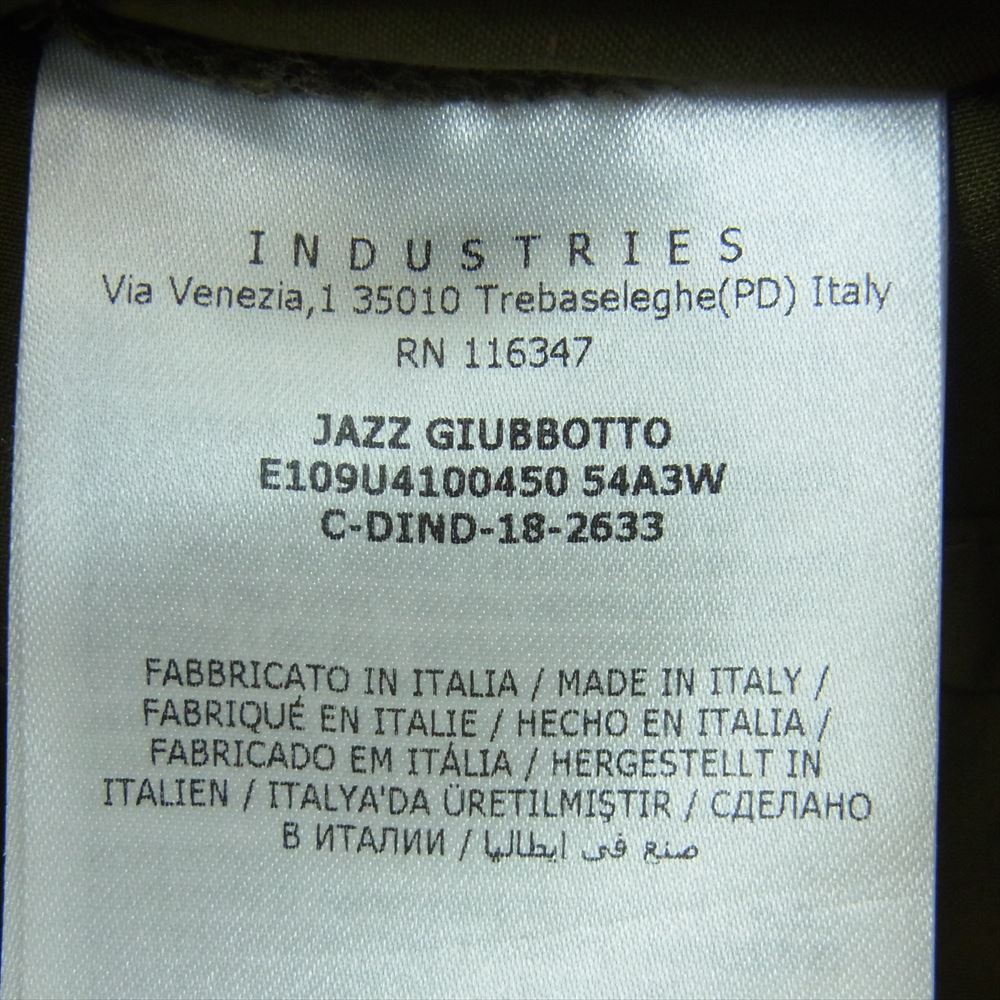 INDUSTRIES
Via Venezia,1 35010 Trebaseleghe(PD) Italy
RN 116347
JAZZ GIUBBOTTO
E109U4100450 54A3W
C-DIND-18-2633
FABBRICATO IN ITALIA / MADE IN ITALY /
FABRIQUÉ EN ITALIE / HECHO EN ITALIA /
FABRICADO EM ITÁLIA / HERGESTELLT IN
ITALIEN / ITALYA'DA ÜRETILMIŞTIR / СДЕЛАНО
В ИТАЛИИ / صنع في ايطاليا